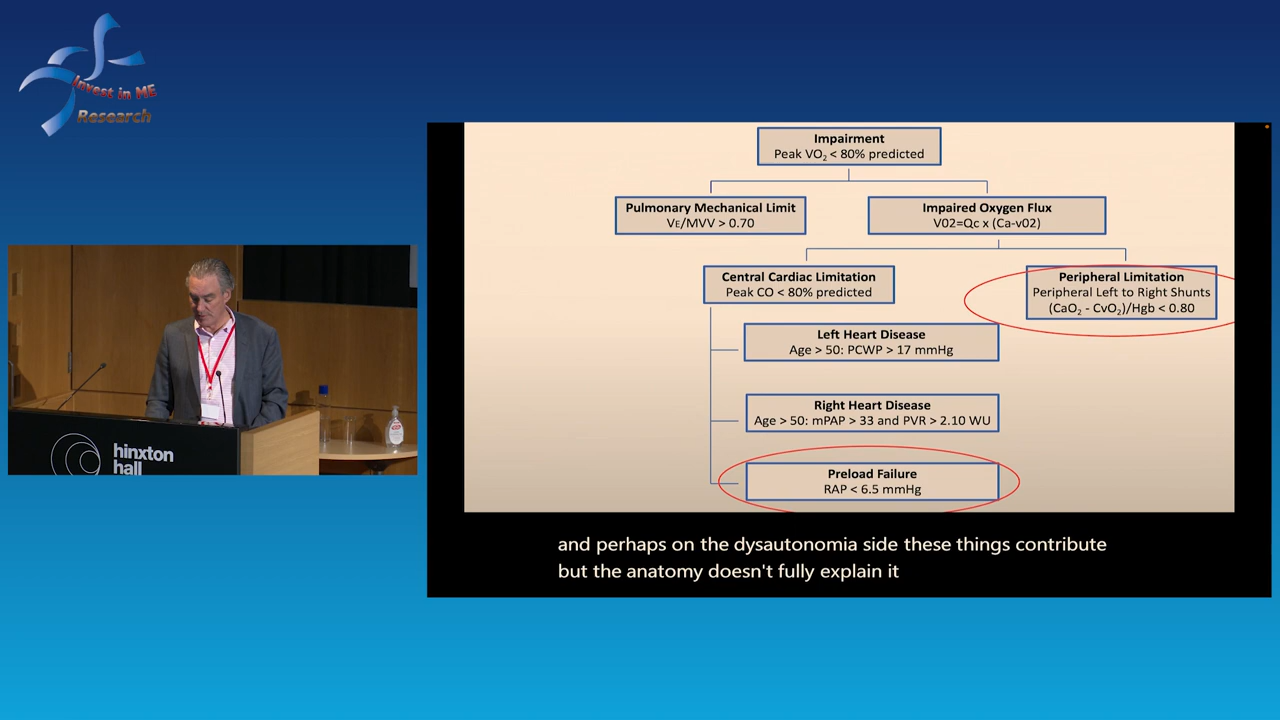 Invest in ME
Research
Impairment
Peak VO₂ < 80% predicted
Pulmonary Mechanical Limit
VE/MVV > 0.70
Impaired Oxygen Flux
V02=Qc x (Ca-v02)
Central Cardiac Limitation
Peak CO < 80% predicted
Peripheral Limitation
Peripheral Left to Right Shunts
(CaO₂ - CvO₂)/Hgb < 0.80
Left Heart Disease
Age > 50: PCWP > 17 mmHg
Right Heart Disease
Age > 50: mPAP > 33 and PVR > 2.10 WU
Preload Failure
RAP < 6.5 mmHg
hinxton
hall
and perhaps on the dysautonomia side these things contribute
but the anatomy doesn't fully explain it